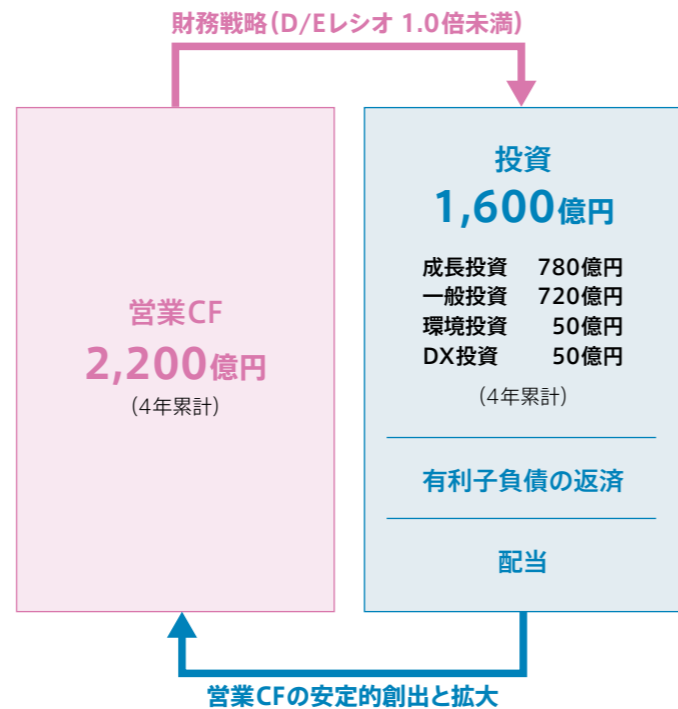 財務戦略（D/Eレシオ 1.0倍未満）
営業CF
2,200億円
（4年累計）
投資
1,600億円
成長投資 780億円
一般投資 720億円
環境投資 50億円
DX投資 50億円
（4年累計）
有利子負債の返済
配当
営業CFの安定的創出と拡大